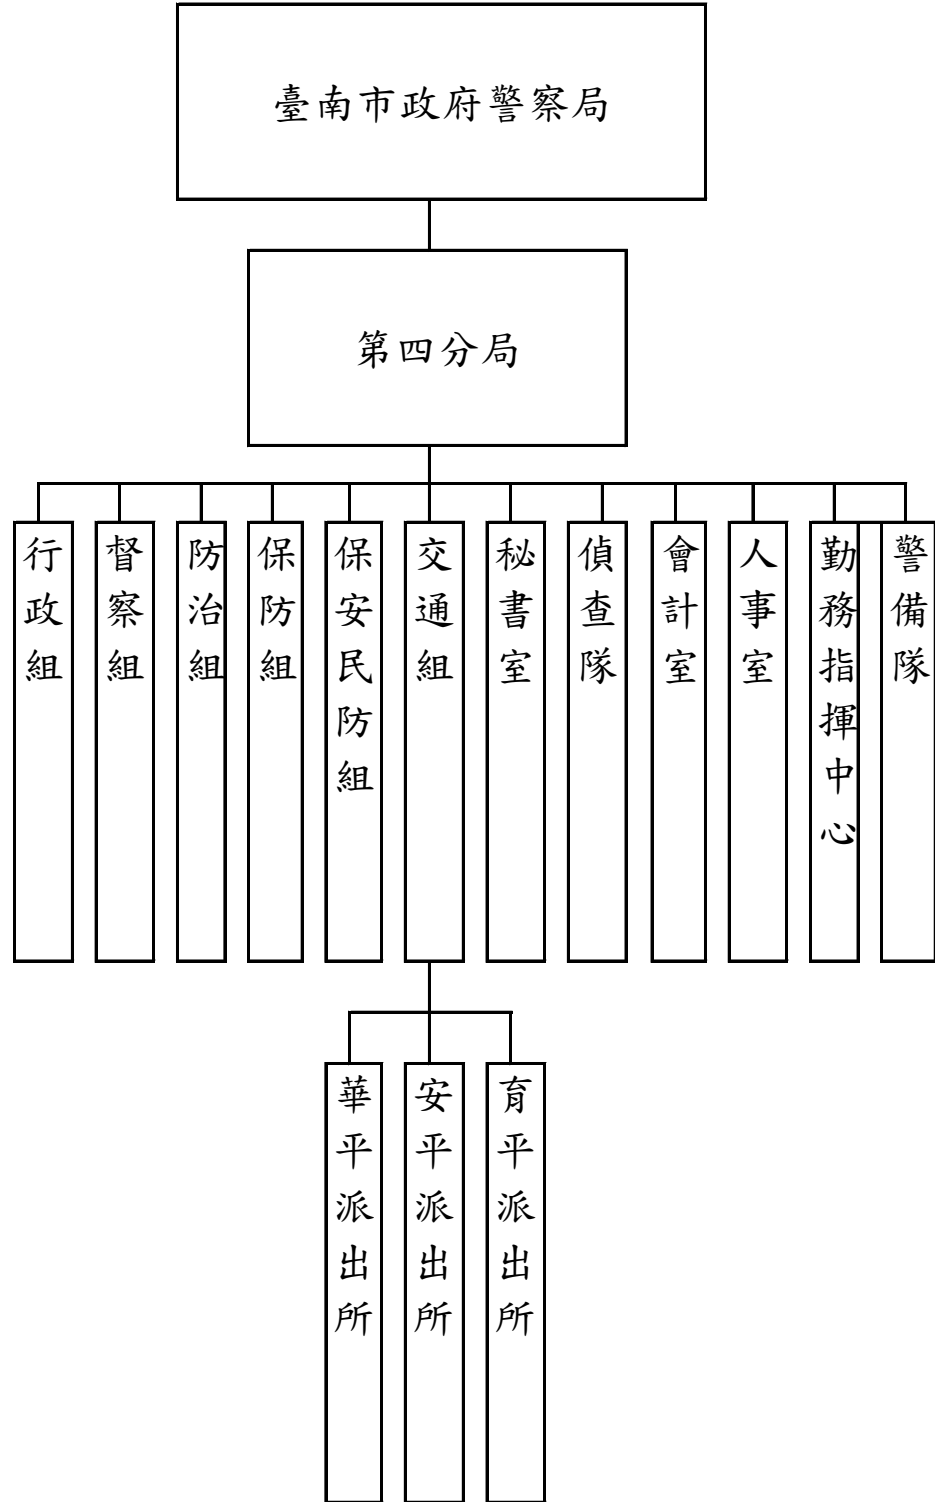 臺南市政府警察局
第四分局
行政組
督察組
防治組
保防組
保安民防組
交通組
秘書室
偵查隊
會計室
人事室
勤務指揮中心
警備隊
華平派出所
安平派出所
育平派出所